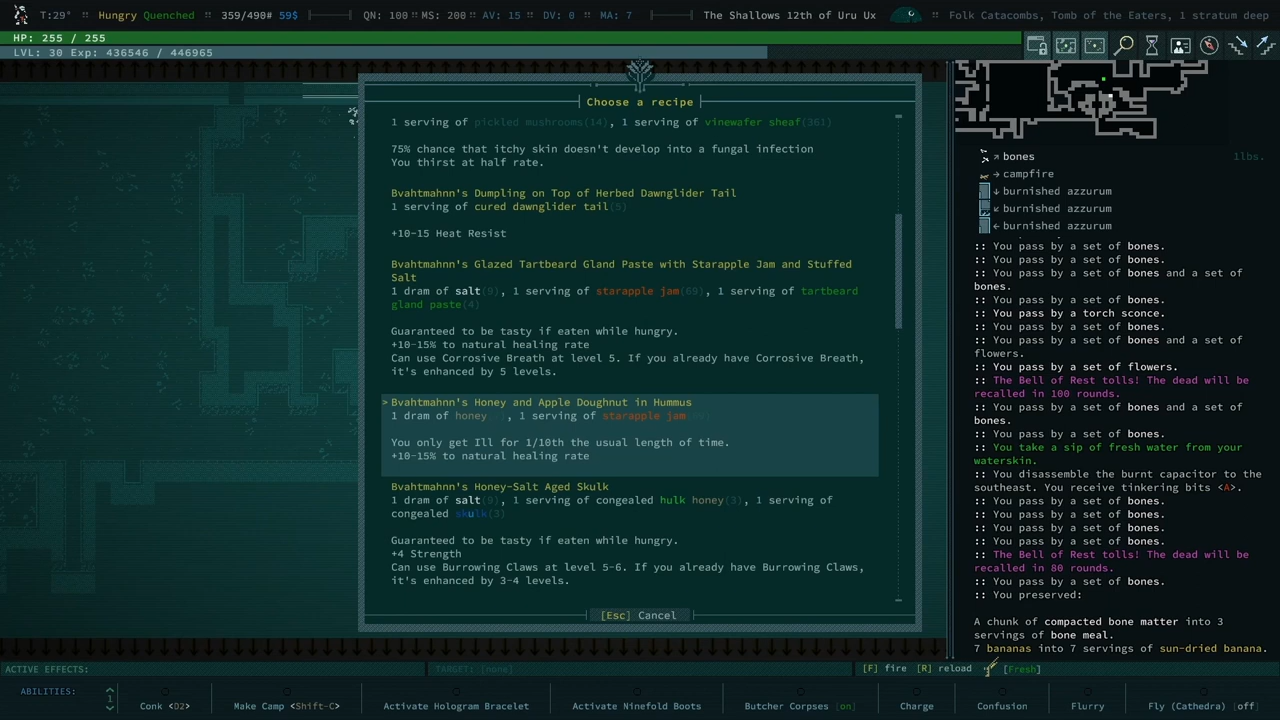 T:29° :: Hungry Quenched :: 359/490# 59$ QN: 100 :: MS: 200 :: AV: 15 :: DV: 0 :: MA: 7 The Shallows 12th of Uru Ux :: Folk Catacombs, Tomb of the Eaters, 1 stratum deep
HP: 255 / 255
LVL: 30 Exp: 436546 / 446965
Choose a recipe
1 serving of pickled mushrooms(14), 1 serving of vinewafer sheaf(361)
75% chance that itchy skin doesn't develop into a fungal infection
You thirst at half rate.
Bvahtmahnn's Dumpling on Top of Herbed Dawnglider Tail
1 serving of cured dawnglider tail(5)
+10-15 Heat Resist
Bvahtmahnn's Glazed Tartbeard Gland Paste with Starapple Jam and Stuffed
Salt
1 dram of salt(9), 1 serving of starapple jam(69), 1 serving of tartbeard
gland paste(4)
Guaranteed to be tasty if eaten while hungry.
+10-15% to natural healing rate
Can use Corrosive Breath at level 5. If you already have Corrosive Breath,
it's enhanced by 5 levels.
> Bvahtmahnn's Honey and Apple Doughnut in Hummus
1 dram of honey , 1 serving of starapple jam
You only get Ill for 1/10th the usual length of time.
+10-15% to natural healing rate
Bvahtmahnn's Honey-Salt Aged Skulk
1 dram of salt(9), 1 serving of congealed hulk honey(3), 1 serving of
congealed skulk(3)
Guaranteed to be tasty if eaten while hungry.
+4 Strength
Can use Burrowing Claws at level 5-6. If you already have Burrowing Claws,
it's enhanced by 3-4 levels.
[Esc] Cancel
bones 1lbs.
campfire
burnished azzurum
burnished azzurum
burnished azzurum
:: You pass by a set of bones.
:: You pass by a set of bones.
:: You pass by a set of bones and a set of
bones.
:: You pass by a set of bones.
:: You pass by a torch sconce.
:: You pass by a set of bones.
:: You pass by a set of bones and a set of
flowers.
:: You pass by a set of flowers.
:: The Bell of Rest tolls! The dead will be
recalled in 100 rounds.
:: You pass by a set of bones and a set of
bones.
:: You pass by a set of bones.
:: You take a sip of fresh water from your
waterskin.
:: You disassemble the burnt capacitor to the
southeast. You receive tinkering bits <A>.
:: You pass by a set of bones.
:: You pass by a set of bones.
:: You pass by a set of bones.
:: You pass by a set of bones.
:: The Bell of Rest tolls! The dead will be
recalled in 80 rounds.
:: You pass by a set of bones.
:: You preserved:
A chunk of compacted bone matter into 3
servings of bone meal.
7 bananas into 7 servings of sun-dried banana.
ACTIVE EFFECTS: TARGET: [none] [F] fire [R] reload [Fresh]
ABILITIES: 1 Conk <D2> Make Camp <Shift-C> Activate Hologram Bracelet Activate Ninefold Boots Butcher Corpses [on] Charge Confusion Flurry Fly (Cathedra) [off]